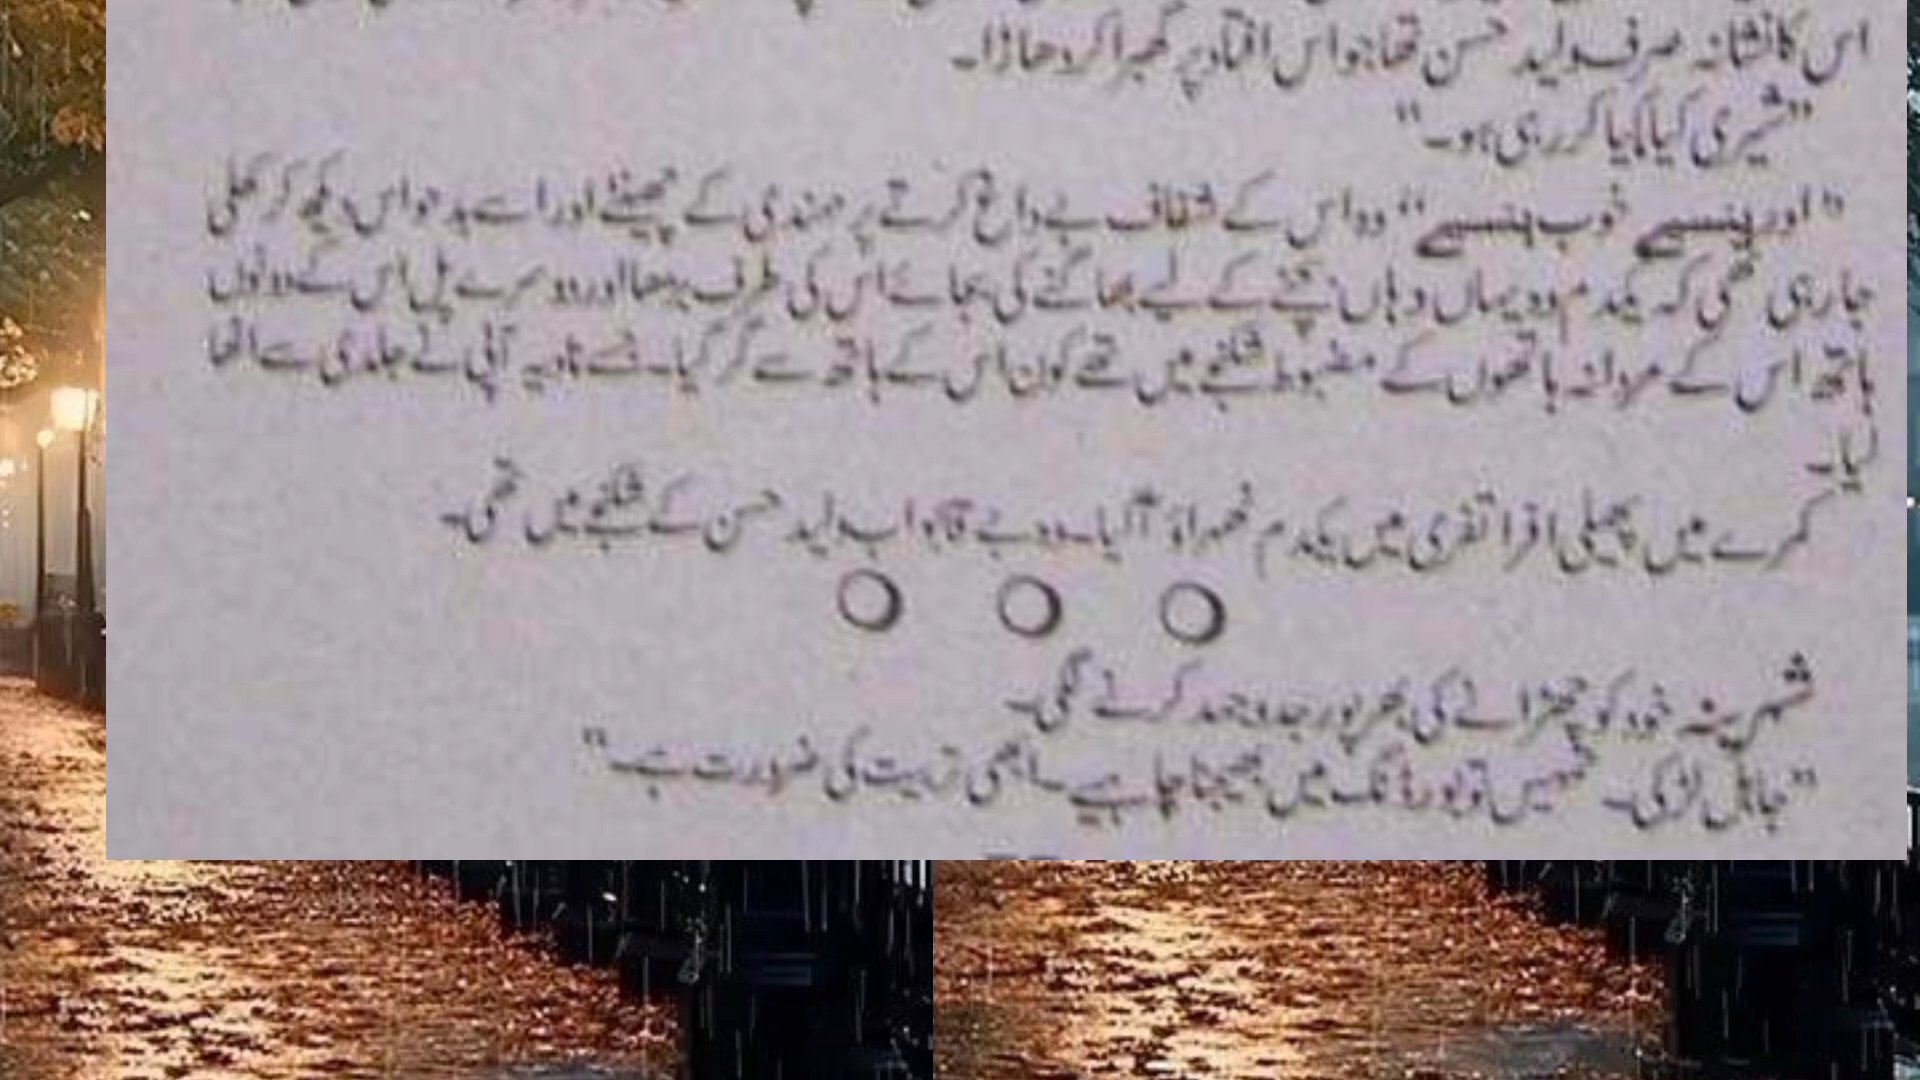 اس کا نشانہ صرف ولید حسن تھا جو اس افتاد پر گھبرا کر دھاڑا۔
"شیری کیا کیا کر رہی ہو۔"
"اور پھنسے خوب پھنسے" وہ اس کے شفاف بے داغ کرتے پر مہندی کے چھینٹے اور اسے بدحواس دیکھ کر کھلی
جارہی تھی کہ یکدم وہ یہاں وہاں بچنے کے لیے بھاگنے کی بجائے اس کی طرف بڑھا اور دوسرے پل اس کے دونوں
ہاتھ اس کے مردانہ ہاتھوں کے مضبوط شکنجے میں تھے کون اس کے ہاتھ سے گر گیا۔ جسے نادیہ آپی نے جلدی سے اٹھا
لیا۔
کمرے میں پھیلی افراتفری میں یکدم ٹھہراؤ آ گیا۔ وہ بے قابو اب ولید حسن کے شکنجے میں تھی۔
شہرینہ خود کو چھڑانے کی بھرپور جدوجہد کرنے لگی۔
"جاہل لڑکی۔ تمہیں تو بورڈنگ میں بھیجنا چاہیے۔ ابھی تربیت کی ضرورت ہے"